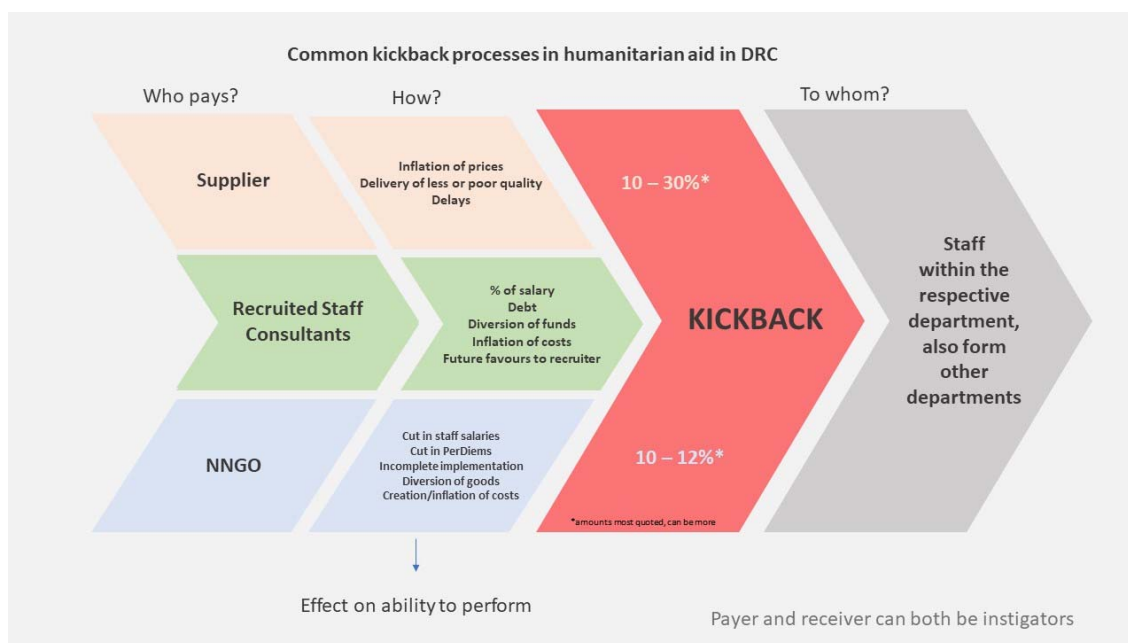 Common kickback processes in humanitarian aid in DRC
Who pays?
How?
To whom?
Supplier
Inflation of prices
Delivery of less or poor quality
Delays
10 – 30%*
Recruited Staff
Consultants
% of salary
Debt
Diversion of funds
Inflation of costs
Future favours to recruiter
KICKBACK
Staff
within the
respective
department,
also form
other
departments
NNGO
Cut in staff salaries
Cut in PerDiems
Incomplete implementation
Diversion of goods
Creation/inflation of costs
10 – 12%*
*amounts most quoted, can be more
Effect on ability to perform
Payer and receiver can both be instigators